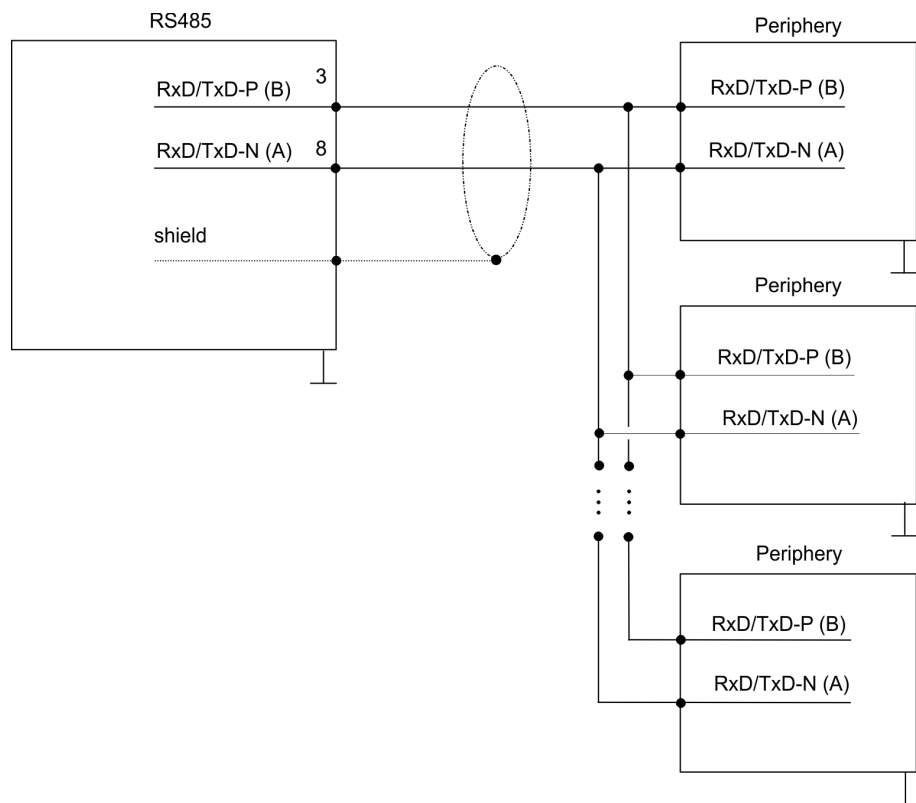 RS485
Periphery
RxD/TxD-P (B)
3
RxD/TxD-P (B)
RxD/TxD-N (A)
8
RxD/TxD-N (A)
shield
Periphery
RxD/TxD-P (B)
RxD/TxD-N (A)
Periphery
RxD/TxD-P (B)
RxD/TxD-N (A)